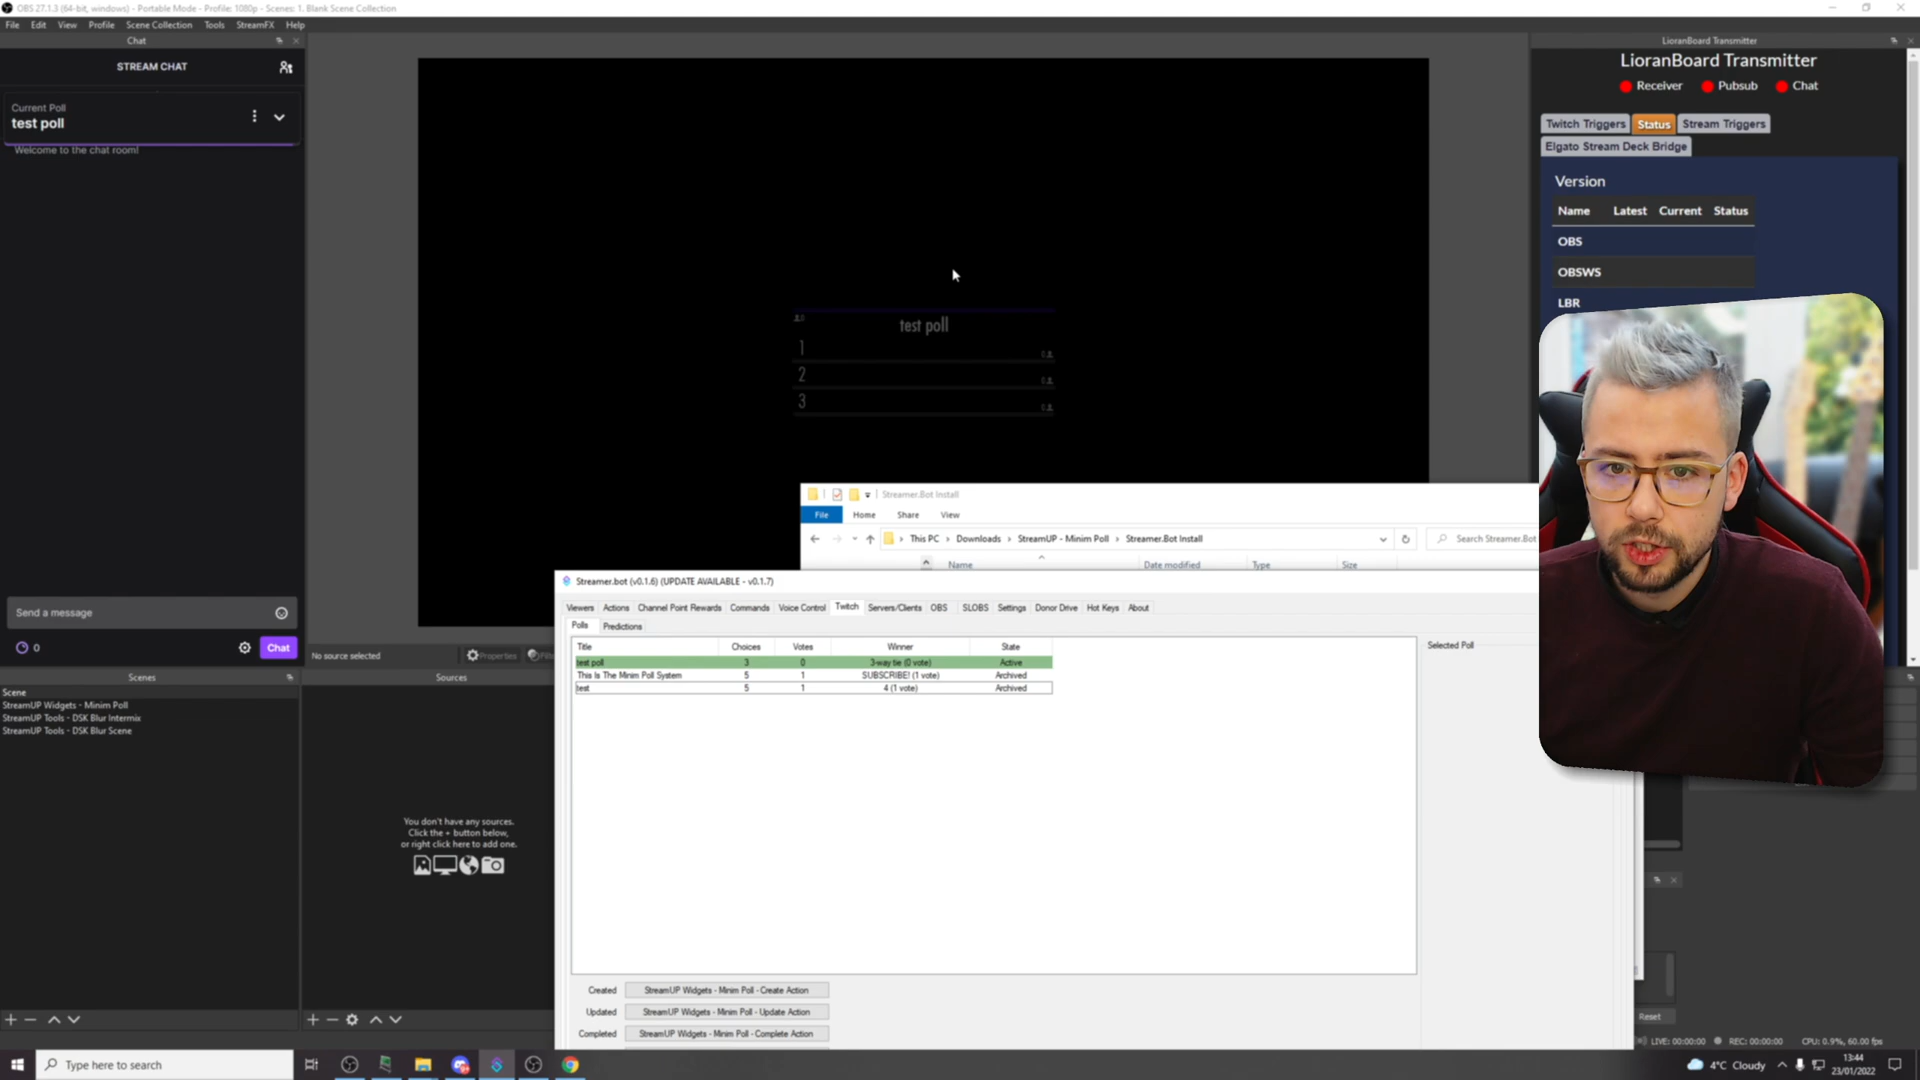 OBS 27.1.3 (64-bit, windows) - Portable Mode - Profile: 1080p - Scenes: 1. Blank Scene Collection
File Edit View Profile Scene Collection Tools StreamFX Help
Chat
STREAM CHAT
Current Poll
test poll
Welcome to the chat room!
Send a message
0
Chat
Scenes
Scene
StreamUP Widgets - Minim Poll
StreamUP Tools - DSK Blur Intermix
StreamUP Tools - DSK Blur Scene
test poll
1
2
3
No source selected
Properties
Sources
You don't have any sources.
Click the + button below,
or right click here to add one.
LioranBoard Transmitter
LioranBoard Transmitter
Receiver Pubsub Chat
Twitch Triggers Status Stream Triggers
Elgato Stream Deck Bridge
Version
Name Latest Current Status
OBS
OBSWS
LBR
Streamer.Bot Install
File Home Share View
This PC Downloads StreamUP - Minim Poll Streamer.Bot Install
Search Streamer.Bot
Name Date modified Type Size
Streamer.bot (v0.1.6) (UPDATE AVAILABLE - v0.1.7)
Viewers Actions Channel Point Rewards Commands Voice Control Twitch Servers/Clients OBS SLOBS Settings Donor Drive Hot Keys About
Polls Predictions
Title Choices Votes Winner State
test poll 3 0 3-way tie (0 vote) Active
This Is The Minim Poll System 5 1 SUBSCRIBE! (1 vote) Archived
test 5 1 4 (1 vote) Archived
Selected Poll
Created StreamUP Widgets - Minim Poll - Create Action
Updated StreamUP Widgets - Minim Poll - Update Action
Completed StreamUP Widgets - Minim Poll - Complete Action
Reset
LIVE: 00:00:00 REC: 00:00:00 CPU: 0.9%, 60.00 fps
Type here to search
4°C Cloudy
13:44
23/01/2022